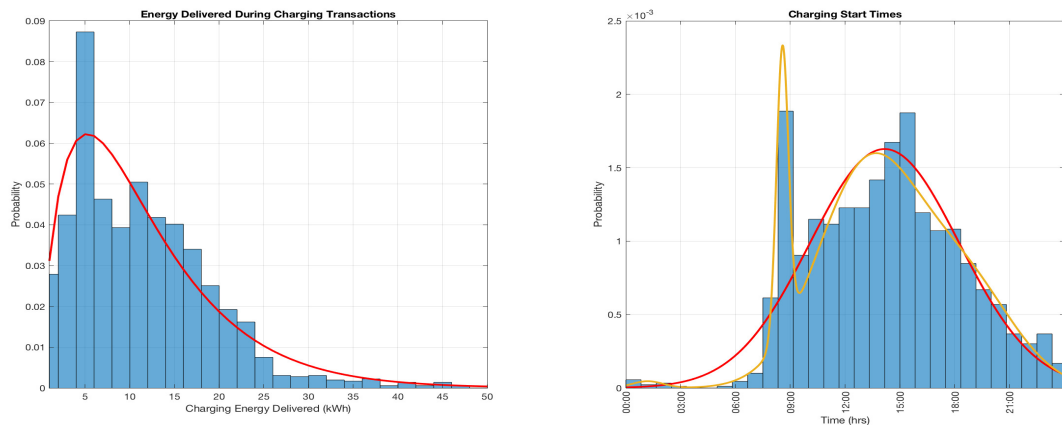 Energy Delivered During Charging Transactions
0.09
0.08
0.07
0.06
0.05
0.04
0.03
0.02
0.01
0
Probability
5 10 15 20 25 30 35 40 45 50
Charging Energy Delivered (kWh)
Charging Start Times
×10⁻³
2.5
2
1.5
1
0.5
0
Probability
00:00 03:00 06:00 09:00 12:00 15:00 18:00 21:00
Time (hrs)